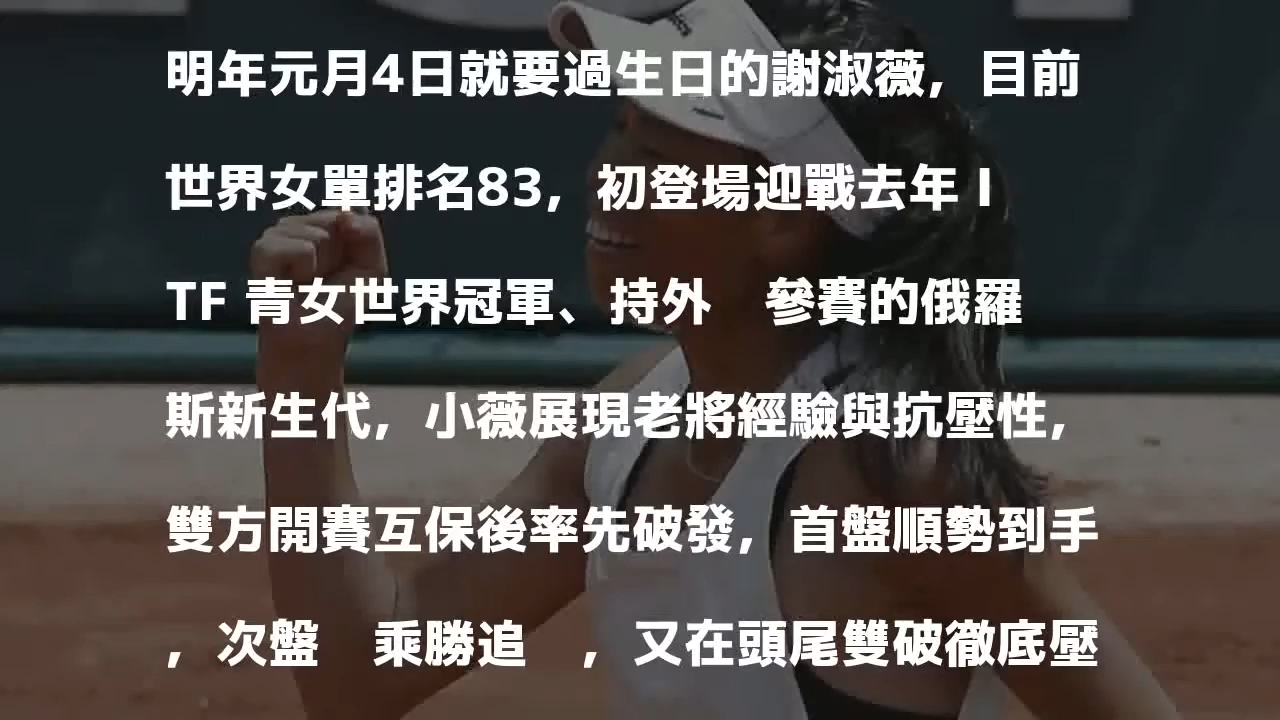 明年元月4日就要過生日的謝淑薇，目前
世界女單排名83，初登場迎戰去年 I
TF 青女世界冠軍、持外　參賽的俄羅
斯新生代，小薇展現老將經驗與抗壓性，
雙方開賽互保後率先破發，首盤順勢到手
，次盤　乘勝追　，又在頭尾雙破徹底壓